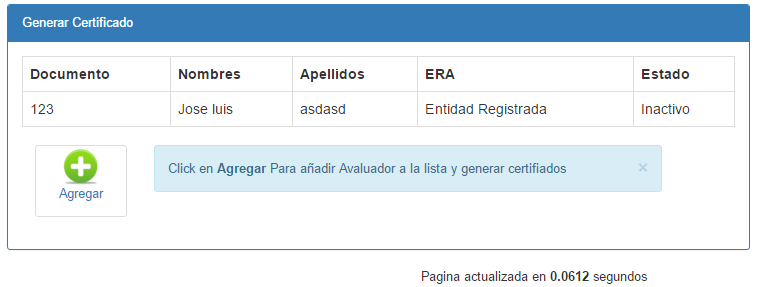 Generar Certificado
Documento Nombres Apellidos ERA Estado
123 Jose luis asdasd Entidad Registrada Inactivo
Click en Agregar Para añadir Avaluador a la lista y generar certifiados ×
Agregar
Pagina actualizada en 0.0612 segundos